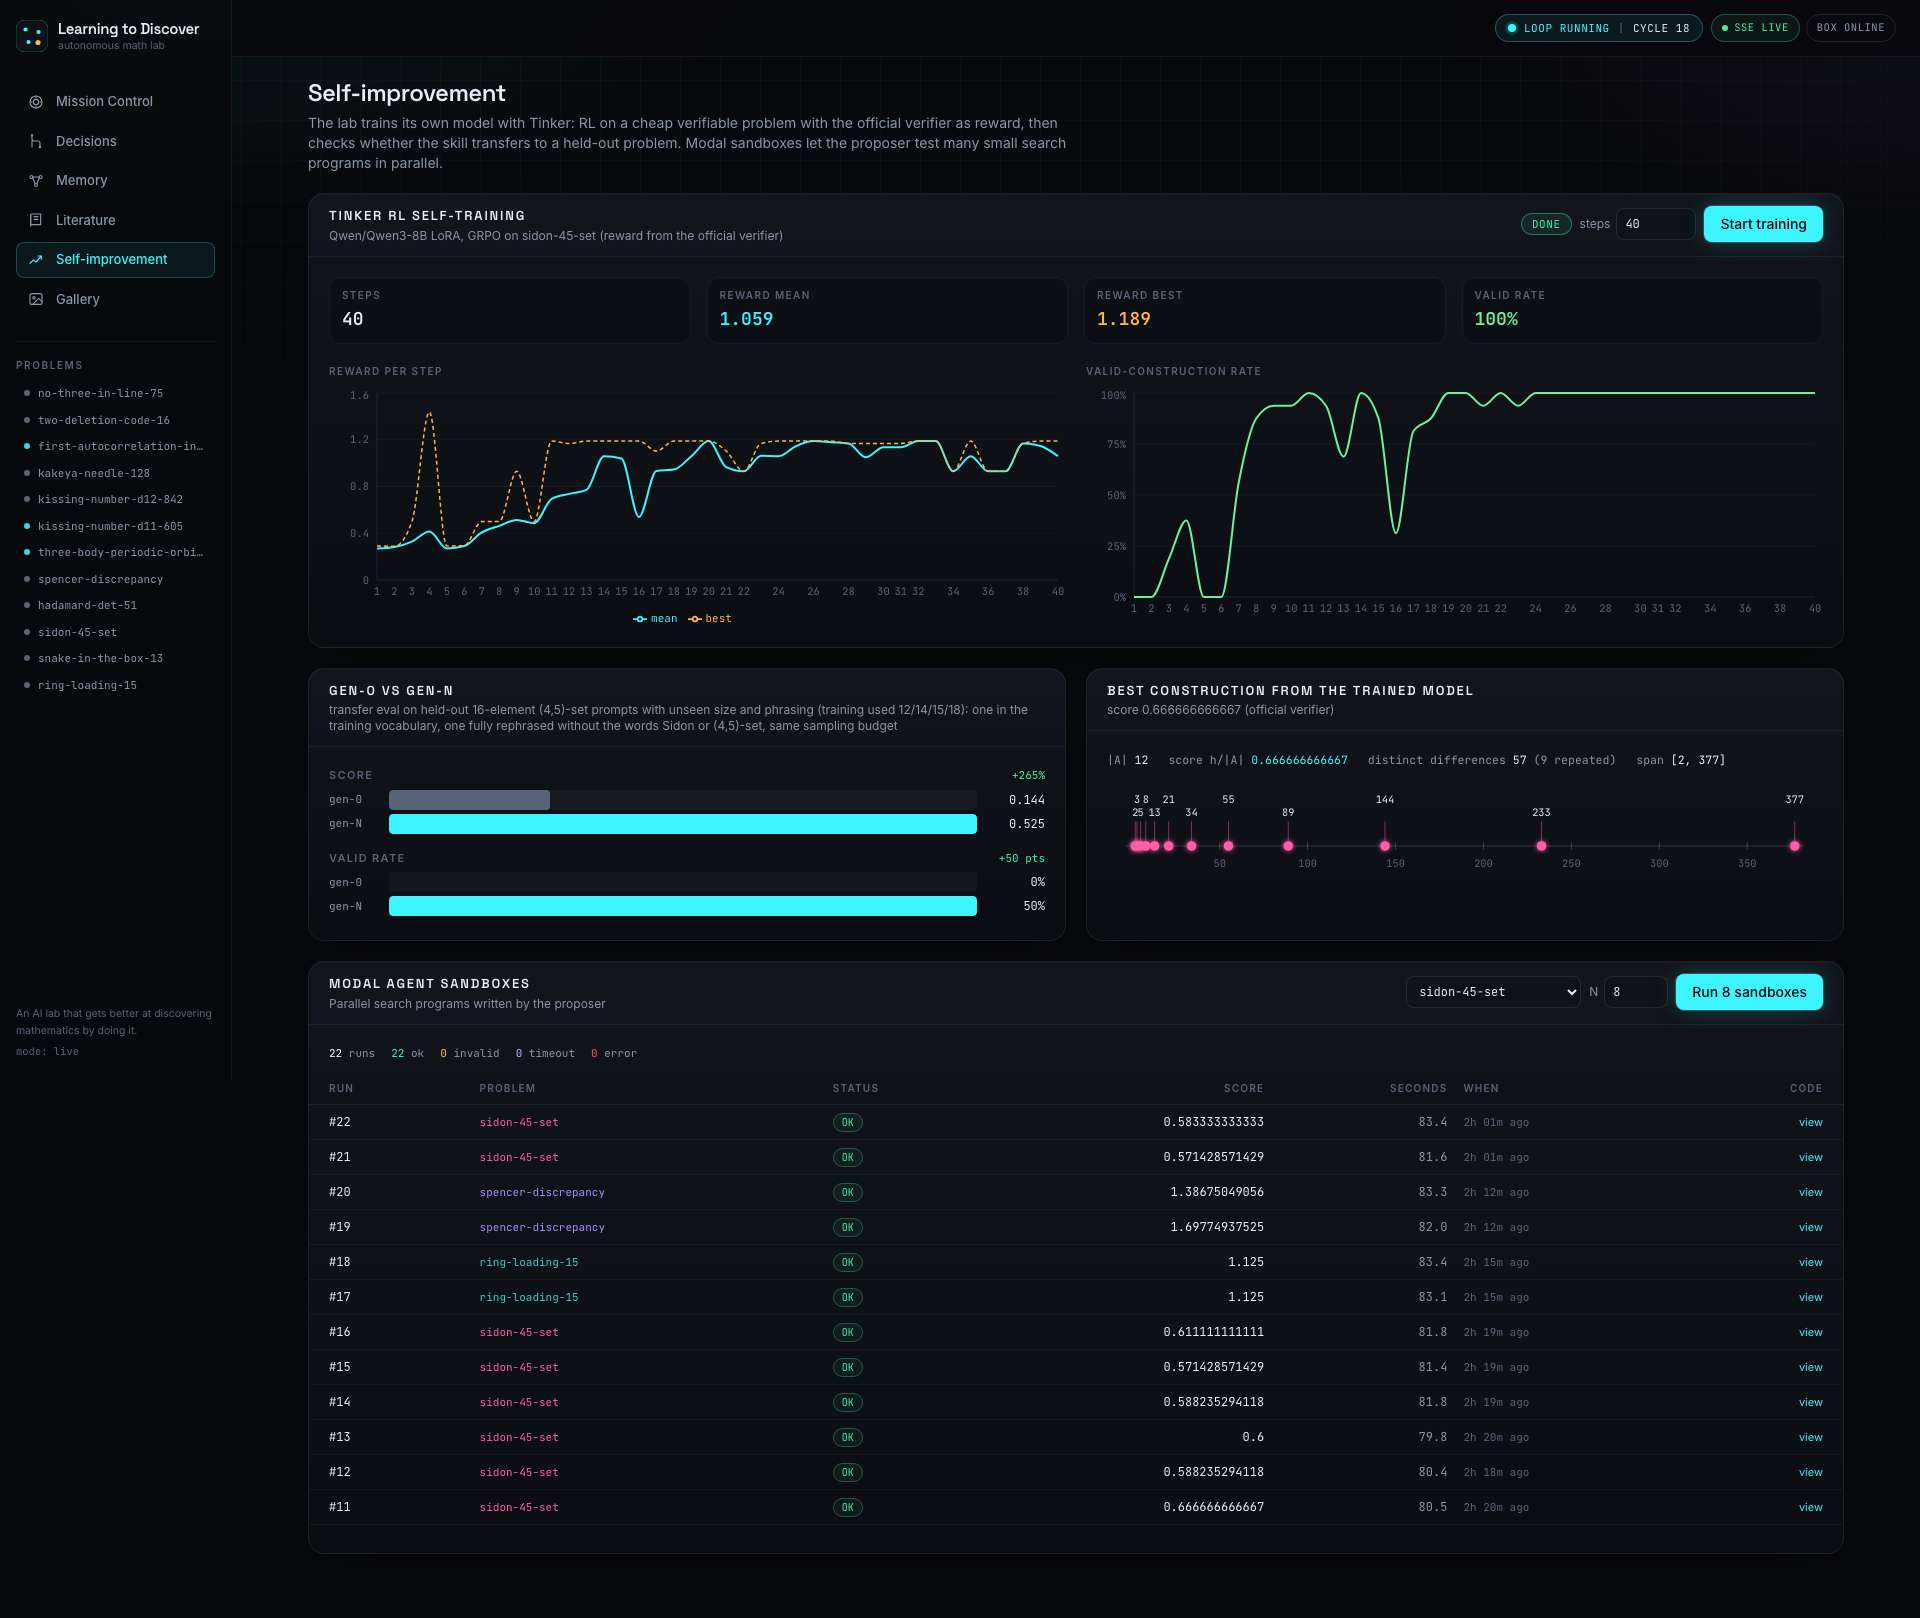 Learning to Discover
autonomous math lab
LOOP RUNNING | CYCLE 18
SSE LIVE
BOX ONLINE
Mission Control
Decisions
Memory
Literature
Self-improvement
Gallery
PROBLEMS
no-three-in-line-75
two-deletion-code-16
first-autocorrelation-in…
kakeya-needle-128
kissing-number-d12-842
kissing-number-d11-605
three-body-periodic-orbi…
spencer-discrepancy
hadamard-det-51
sidon-45-set
snake-in-the-box-13
ring-loading-15
An AI lab that gets better at discovering
mathematics by doing it.
mode: live
Self-improvement
The lab trains its own model with Tinker: RL on a cheap verifiable problem with the official verifier as reward, then
checks whether the skill transfers to a held-out problem. Modal sandboxes let the proposer test many small search
programs in parallel.
TINKER RL SELF-TRAINING
Qwen/Qwen3-8B LoRA, GRPO on sidon-45-set (reward from the official verifier)
DONE steps 40 Start training
STEPS
40
REWARD MEAN
1.059
REWARD BEST
1.189
VALID RATE
100%
REWARD PER STEP
1.6
1.2
0.8
0.4
0
1 2 3 4 5 6 7 8 9 10 11 12 13 14 15 16 17 18 19 20 21 22 24 26 28 30 31 32 34 36 38 40
mean best
VALID-CONSTRUCTION RATE
100%
75%
50%
25%
0%
1 2 3 4 5 6 7 8 9 10 11 12 13 14 15 16 17 18 19 20 21 22 24 26 28 30 31 32 34 36 38 40
GEN-0 VS GEN-N
transfer eval on held-out 16-element (4,5)-set prompts with unseen size and phrasing (training used 12/14/15/18): one in the
training vocabulary, one fully rephrased without the words Sidon or (4,5)-set, same sampling budget
SCORE +265%
gen-0 0.144
gen-N 0.525
VALID RATE +50 pts
gen-0 0%
gen-N 50%
BEST CONSTRUCTION FROM THE TRAINED MODEL
score 0.666666666667 (official verifier)
|A| 12 score h/|A| 0.666666666667 distinct differences 57 (9 repeated) span [2, 377]
3 8 21 55 144 377
2 5 13 34 89 233
50 100 150 200 250 300 350
MODAL AGENT SANDBOXES
Parallel search programs written by the proposer
sidon-45-set N 8 Run 8 sandboxes
22 runs 22 ok 0 invalid 0 timeout 0 error
RUN PROBLEM STATUS SCORE SECONDS WHEN CODE
#22 sidon-45-set OK 0.583333333333 83.4 2h 01m ago view
#21 sidon-45-set OK 0.571428571429 81.6 2h 01m ago view
#20 spencer-discrepancy OK 1.38675049056 83.3 2h 12m ago view
#19 spencer-discrepancy OK 1.69774937525 82.0 2h 12m ago view
#18 ring-loading-15 OK 1.125 83.4 2h 15m ago view
#17 ring-loading-15 OK 1.125 83.1 2h 15m ago view
#16 sidon-45-set OK 0.611111111111 81.8 2h 19m ago view
#15 sidon-45-set OK 0.571428571429 81.4 2h 19m ago view
#14 sidon-45-set OK 0.588235294118 81.8 2h 19m ago view
#13 sidon-45-set OK 0.6 79.8 2h 20m ago view
#12 sidon-45-set OK 0.588235294118 80.4 2h 18m ago view
#11 sidon-45-set OK 0.666666666667 80.5 2h 20m ago view